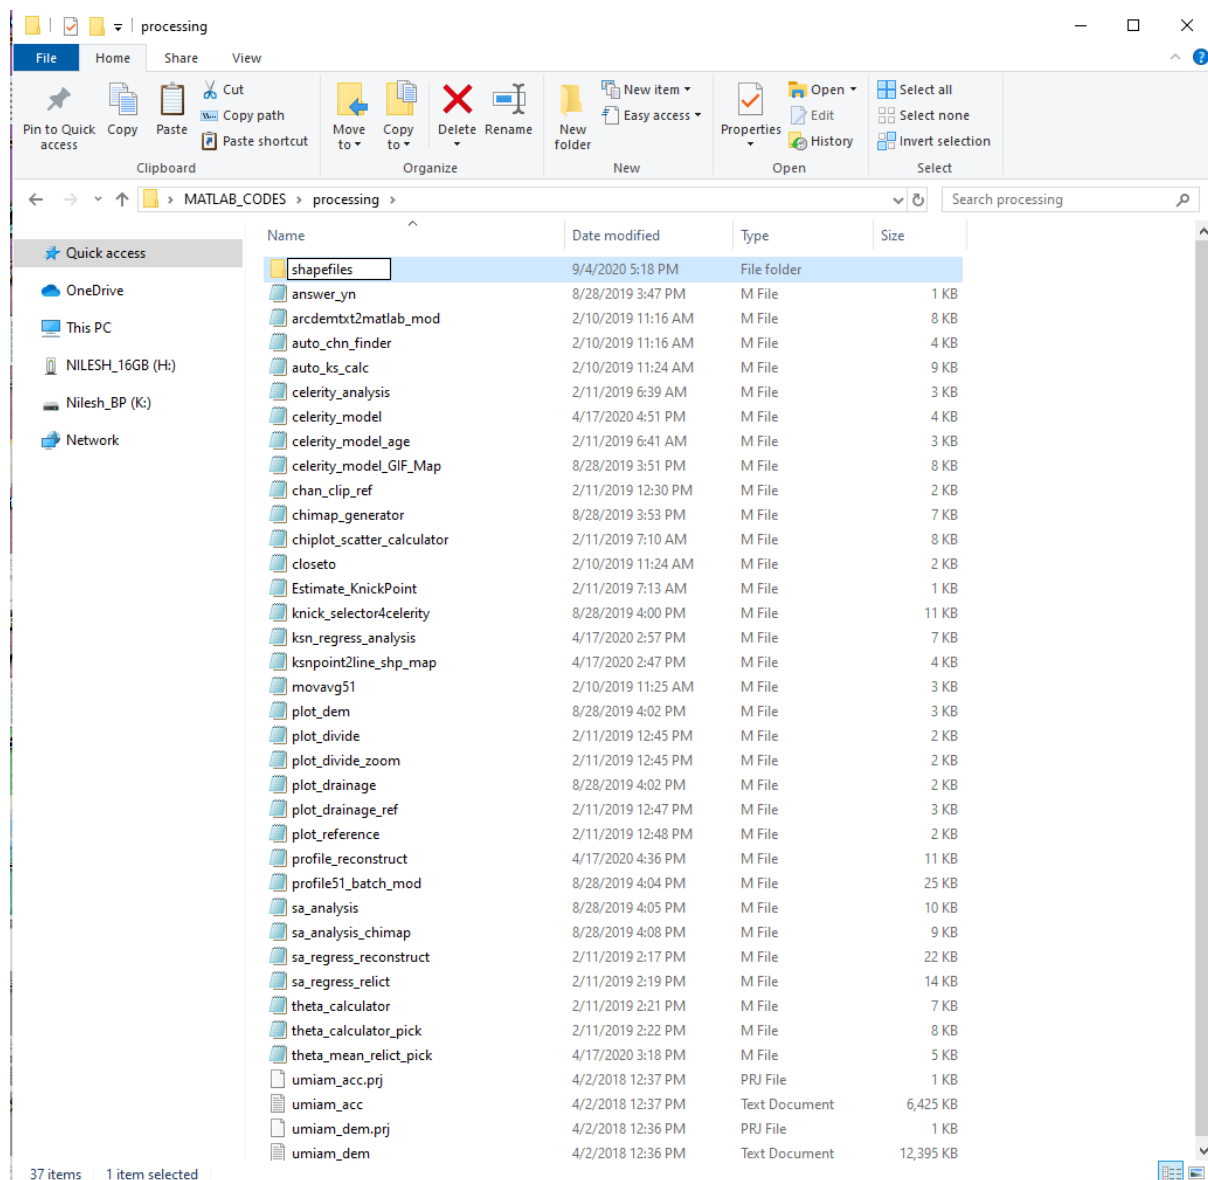 processing
File Home Share View
Pin to Quick access
Copy
Paste
Cut
Copy path
Paste shortcut
Move to
Copy to
Delete
Rename
New folder
New item
Easy access
Properties
Open
Edit
History
Select all
Select none
Invert selection
Clipboard Organize New Open Select
MATLAB_CODES > processing > Search processing
Quick access
OneDrive
This PC
NILESH_16GB (H:)
Nilesh_BP (K:)
Network
Name Date modified Type Size
shapefiles 9/4/2020 5:18 PM File folder
answer_yn 8/28/2019 3:47 PM M File 1 KB
arcdemtxt2matlab_mod 2/10/2019 11:16 AM M File 8 KB
auto_chn_finder 2/10/2019 11:16 AM M File 4 KB
auto_ks_calc 2/10/2019 11:24 AM M File 9 KB
celerity_analysis 2/11/2019 6:39 AM M File 3 KB
celerity_model 4/17/2020 4:51 PM M File 4 KB
celerity_model_age 2/11/2019 6:41 AM M File 3 KB
celerity_model_GIF_Map 8/28/2019 3:51 PM M File 8 KB
chan_clip_ref 2/11/2019 12:30 PM M File 2 KB
chimap_generator 8/28/2019 3:53 PM M File 7 KB
chiplot_scatter_calculator 2/11/2019 7:10 AM M File 8 KB
closeto 2/10/2019 11:24 AM M File 2 KB
Estimate_KnickPoint 2/11/2019 7:13 AM M File 1 KB
knick_selector4celerity 8/28/2019 4:00 PM M File 11 KB
ksn_regress_analysis 4/17/2020 2:57 PM M File 7 KB
ksnpoint2line_shp_map 4/17/2020 2:47 PM M File 4 KB
movavg51 2/10/2019 11:25 AM M File 3 KB
plot_dem 8/28/2019 4:02 PM M File 3 KB
plot_divide 2/11/2019 12:45 PM M File 2 KB
plot_divide_zoom 2/11/2019 12:45 PM M File 2 KB
plot_drainage 8/28/2019 4:02 PM M File 2 KB
plot_drainage_ref 2/11/2019 12:47 PM M File 3 KB
plot_reference 2/11/2019 12:48 PM M File 2 KB
profile_reconstruct 4/17/2020 4:36 PM M File 11 KB
profile51_batch_mod 8/28/2019 4:04 PM M File 25 KB
sa_analysis 8/28/2019 4:05 PM M File 10 KB
sa_analysis_chimap 8/28/2019 4:08 PM M File 9 KB
sa_regress_reconstruct 2/11/2019 2:17 PM M File 22 KB
sa_regress_relict 2/11/2019 2:19 PM M File 14 KB
theta_calculator 2/11/2019 2:21 PM M File 7 KB
theta_calculator_pick 2/11/2019 2:22 PM M File 8 KB
theta_mean_relict_pick 4/17/2020 3:18 PM M File 5 KB
umiam_acc.prj 4/2/2018 12:37 PM PRJ File 1 KB
umiam_acc 4/2/2018 12:37 PM Text Document 6,425 KB
umiam_dem.prj 4/2/2018 12:36 PM PRJ File 1 KB
umiam_dem 4/2/2018 12:36 PM Text Document 12,395 KB
37 items 1 item selected